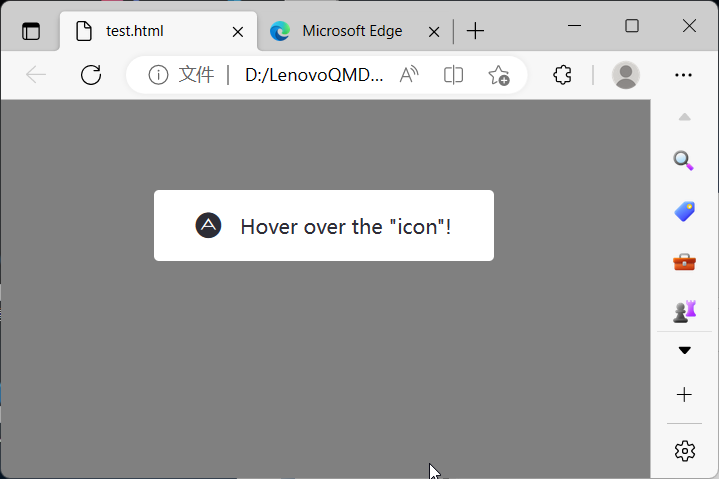 test.html
Microsoft Edge
文件 D:/LenovoQMD...
Hover over the "icon"!